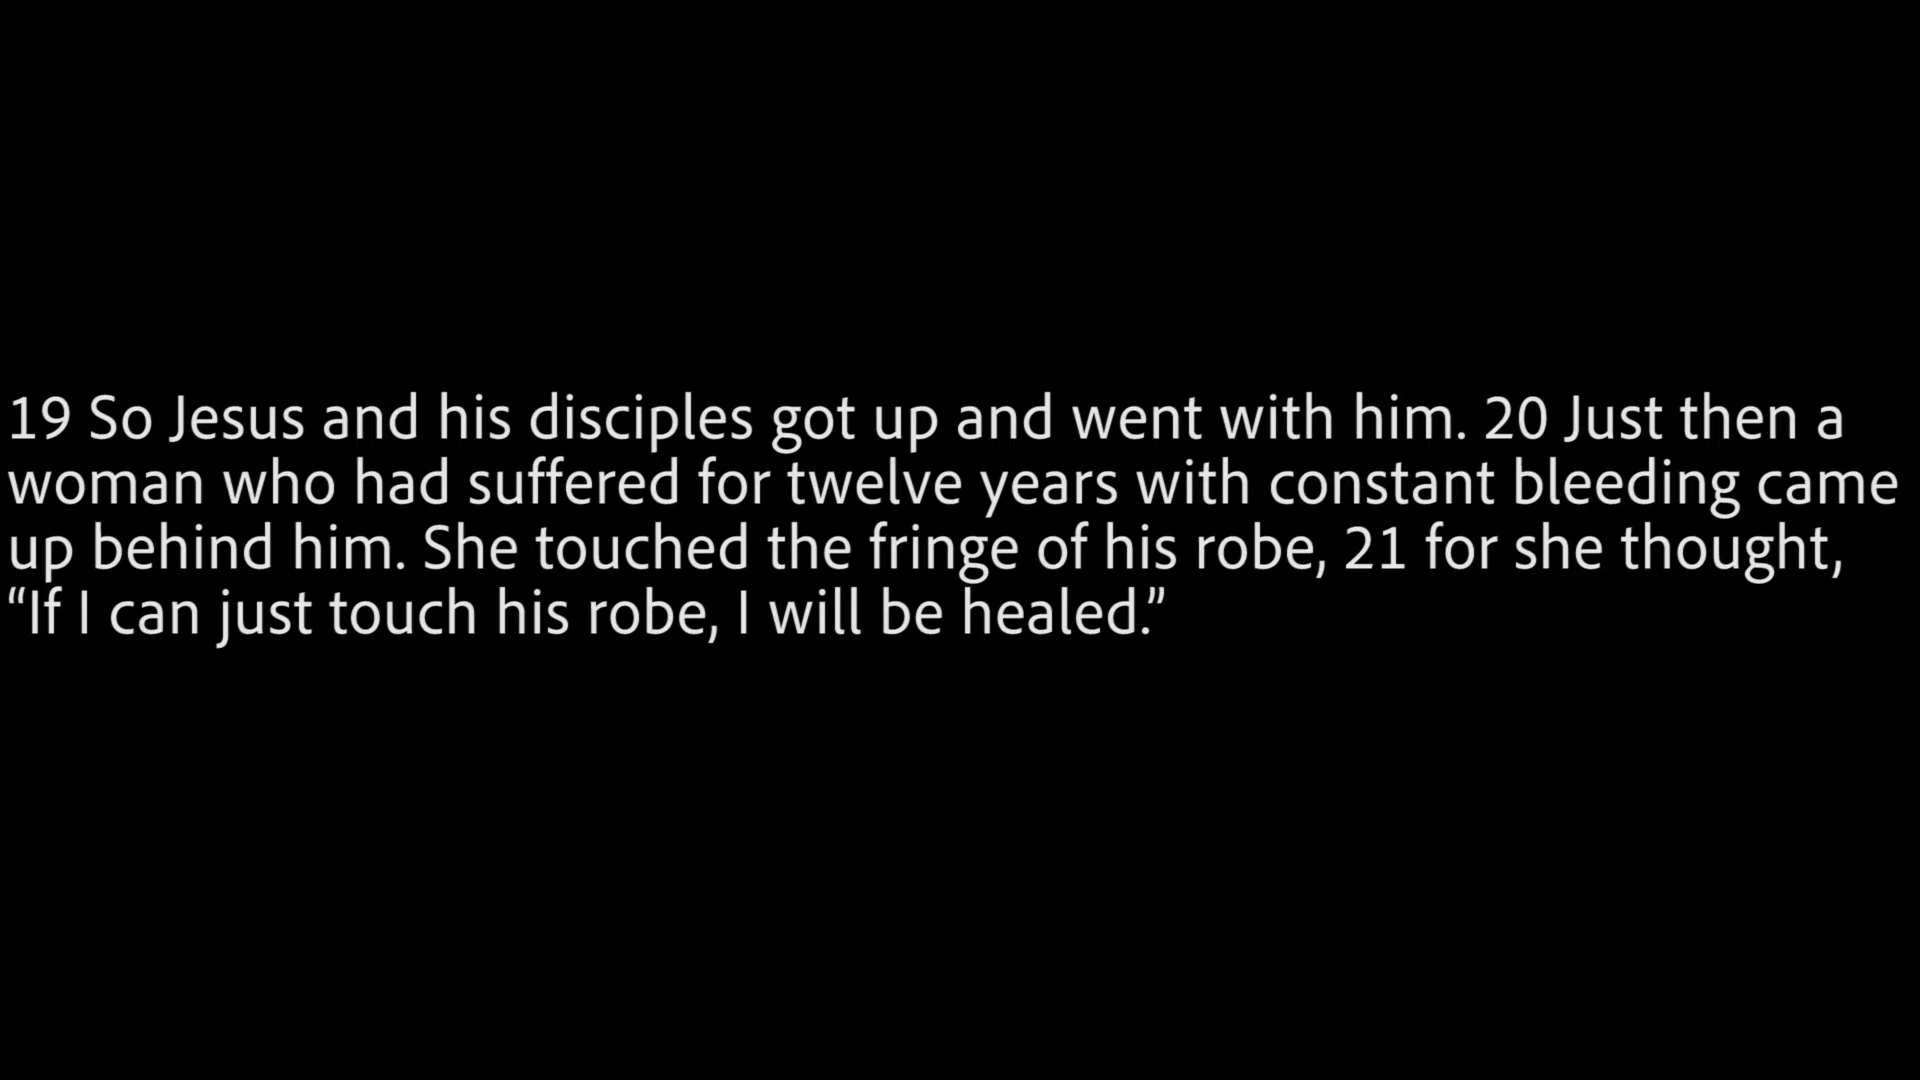 19 So Jesus and his disciples got up and went with him. 20 Just then a
woman who had suffered for twelve years with constant bleeding came
up behind him. She touched the fringe of his robe, 21 for she thought,
“If I can just touch his robe, I will be healed.”